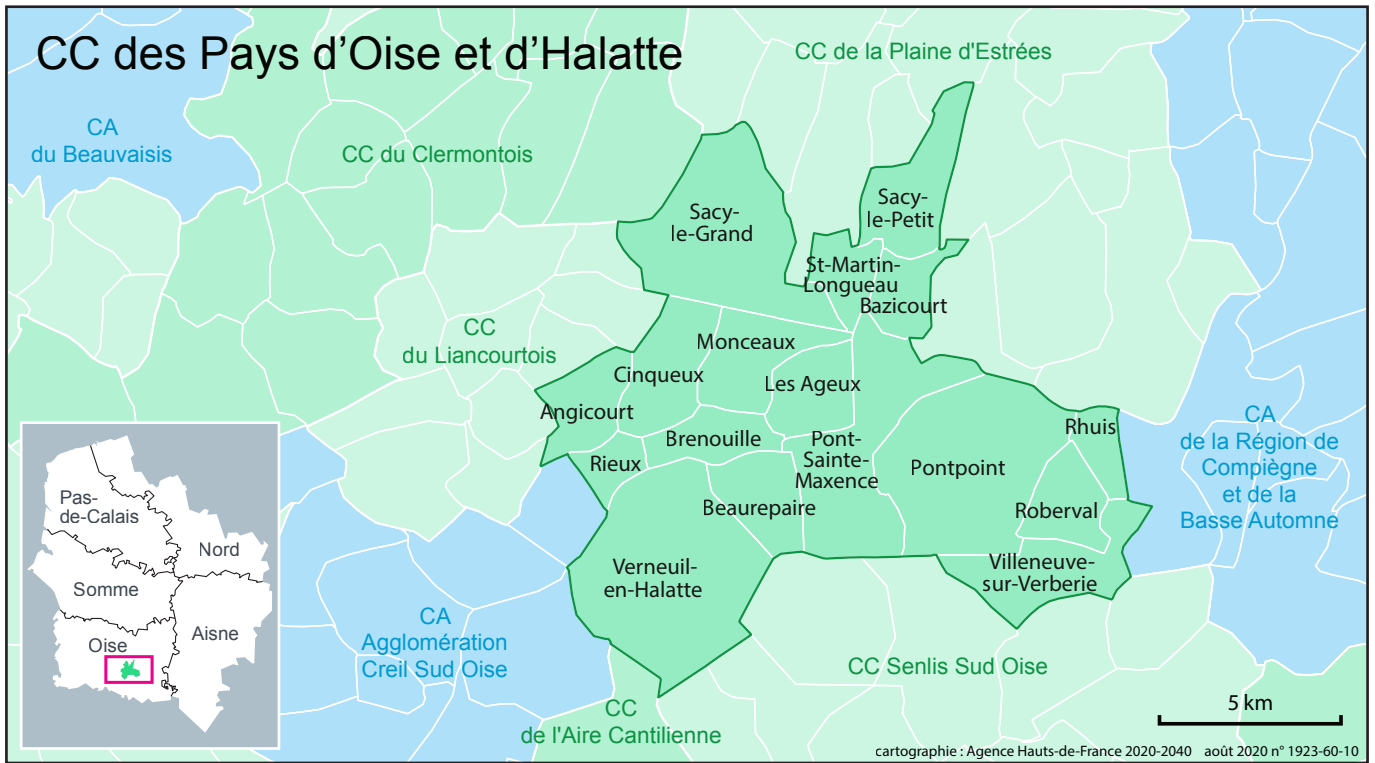 CC des Pays d'Oise et d'Halatte
CC de la Plaine d'Estrées
CA
du Beauvaisis
CC du Clermontois
Sacy-
le-Grand
Sacy-
le-Petit
St-Martin-
Longueau
Bazicourt
CC
du Liancourtois
Monceaux
Cinqueux
Les Ageux
Angicourt
Brenouille
Rieux
Pont-
Sainte-
Maxence
Pontpoint
Rhuis
CA
de la Région de
Compiègne
et de la
Basse Automne
Beaurepaire
Roberval
Verneuil-
en-Halatte
Villeneuve-
sur-Verberie
CA
Agglomération
Creil Sud Oise
CC Senlis Sud Oise
CC
de l'Aire Cantilienne
Pas-
de-Calais
Nord
Somme
Aisne
Oise
5 km
cartographie : Agence Hauts-de-France 2020-2040 août 2020 n° 1923-60-10